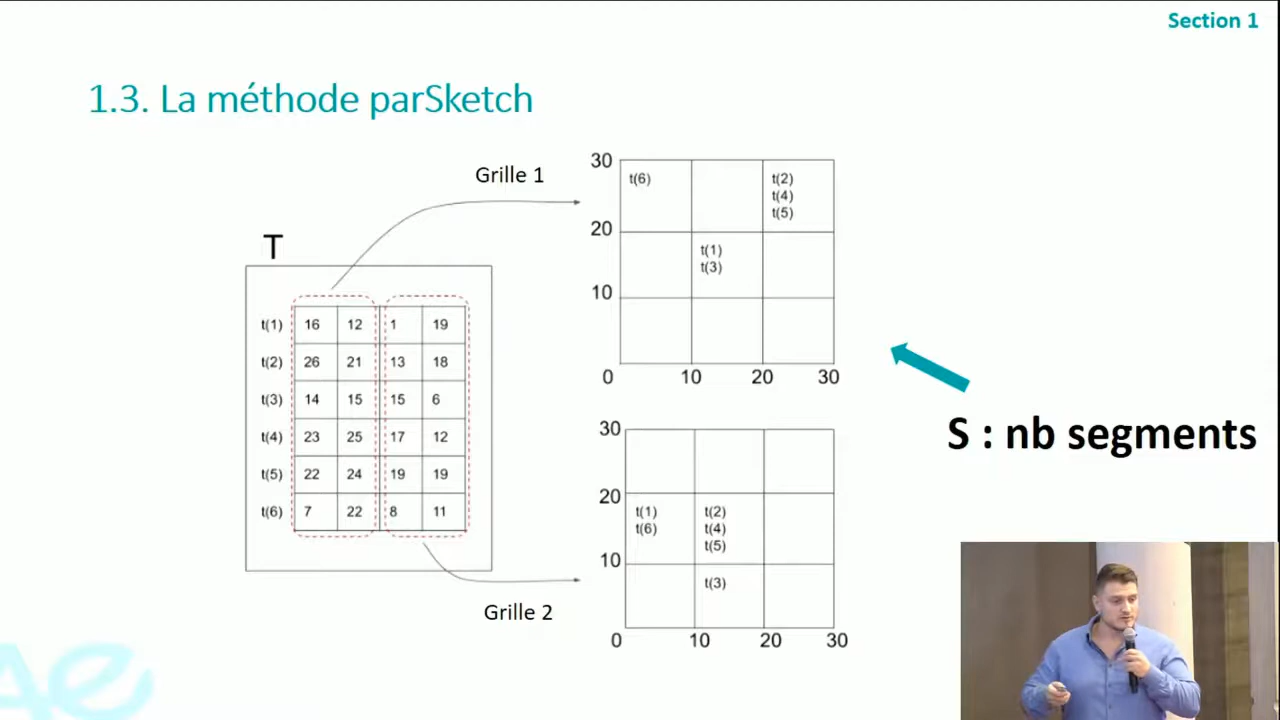 Section 1
1.3. La méthode parSketch
Grille 1
T
t(1) 16 12 1 19
t(2) 26 21 13 18
t(3) 14 15 15 6
t(4) 23 25 17 12
t(5) 22 24 19 19
t(6) 7 22 8 11
Grille 2
30
t(6)
t(2)
t(4)
t(5)
20
t(1)
t(3)
10
0 10 20 30
30
20
t(1)
t(6)
t(2)
t(4)
t(5)
10
t(3)
0 10 20 30
S : nb segments